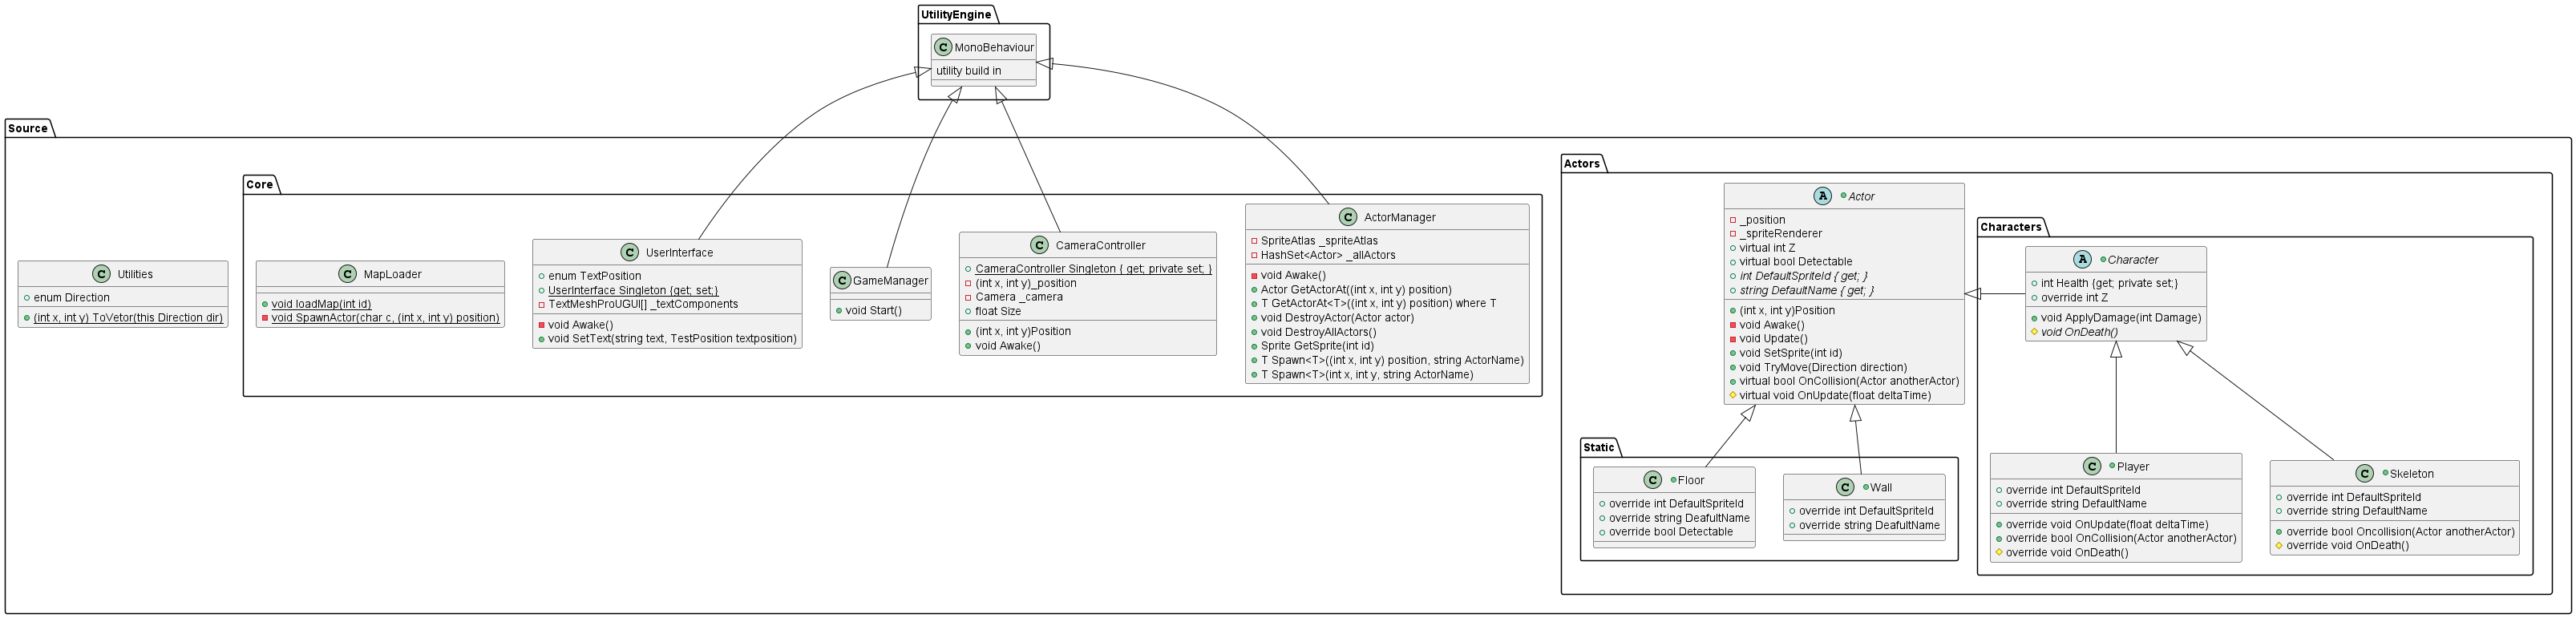 UtilityEngine
C MonoBehaviour
utility build in
Source
C Utilities
enum Direction
(int x, int y) ToVetor(this Direction dir)
Core
C MapLoader
void loadMap(int id)
void SpawnActor(char c, (int x, int y) position)
C UserInterface
enum TextPosition
UserInterface Singleton {get; set;}
TextMeshProUGUI[] _textComponents
void Awake()
void SetText(string text, TestPosition textposition)
C GameManager
void Start()
C CameraController
CameraController Singleton { get; private set; }
(int x, int y)_position
Camera _camera
float Size
(int x, int y)Position
void Awake()
C ActorManager
SpriteAtlas _spriteAtlas
HashSet<Actor> _allActors
void Awake()
Actor GetActorAt((int x, int y) position)
T GetActorAt<T>((int x, int y) position) where T
void DestroyActor(Actor actor)
void DestroyAllActors()
Sprite GetSprite(int id)
T Spawn<T>((int x, int y) position, string ActorName)
T Spawn<T>(int x, int y, string ActorName)
Actors
A Actor
_position
_spriteRenderer
virtual int Z
virtual bool Detectable
int DefaultSpriteId { get; }
string DefaultName { get; }
(int x, int y)Position
void Awake()
void Update()
void SetSprite(int id)
void TryMove(Direction direction)
virtual bool OnCollision(Actor anotherActor)
virtual void OnUpdate(float deltaTime)
Static
C Floor
override int DefaultSpriteId
override string DeafultName
override bool Detectable
C Wall
override int DefaultSpriteId
override string DeafultName
Characters
A Character
int Health {get; private set;}
override int Z
void ApplyDamage(int Damage)
void OnDeath()
C Player
override int DefaultSpriteId
override string DefaultName
override void OnUpdate(float deltaTime)
override bool OnCollision(Actor anotherActor)
override void OnDeath()
C Skeleton
override int DefaultSpriteId
override string DefaultName
override bool Oncollision(Actor anotherActor)
override void OnDeath()